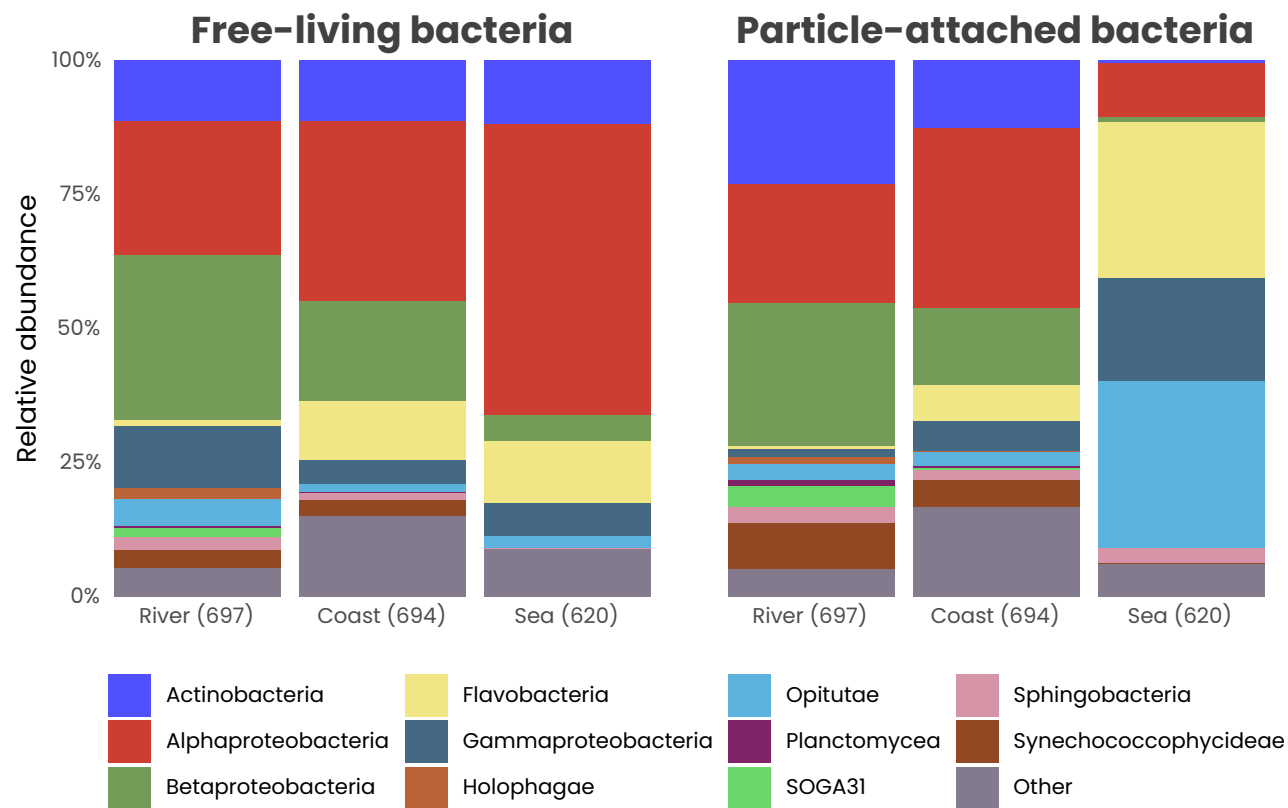 Free-living bacteria
Particle-attached bacteria
Relative abundance
100%
75%
50%
25%
0%
River (697) Coast (694) Sea (620)
River (697) Coast (694) Sea (620)
Actinobacteria Flavobacteria Opitutae Sphingobacteria
Alphaproteobacteria Gammaproteobacteria Planctomycea Synechococcophycideae
Betaproteobacteria Holophagae SOGA31 Other